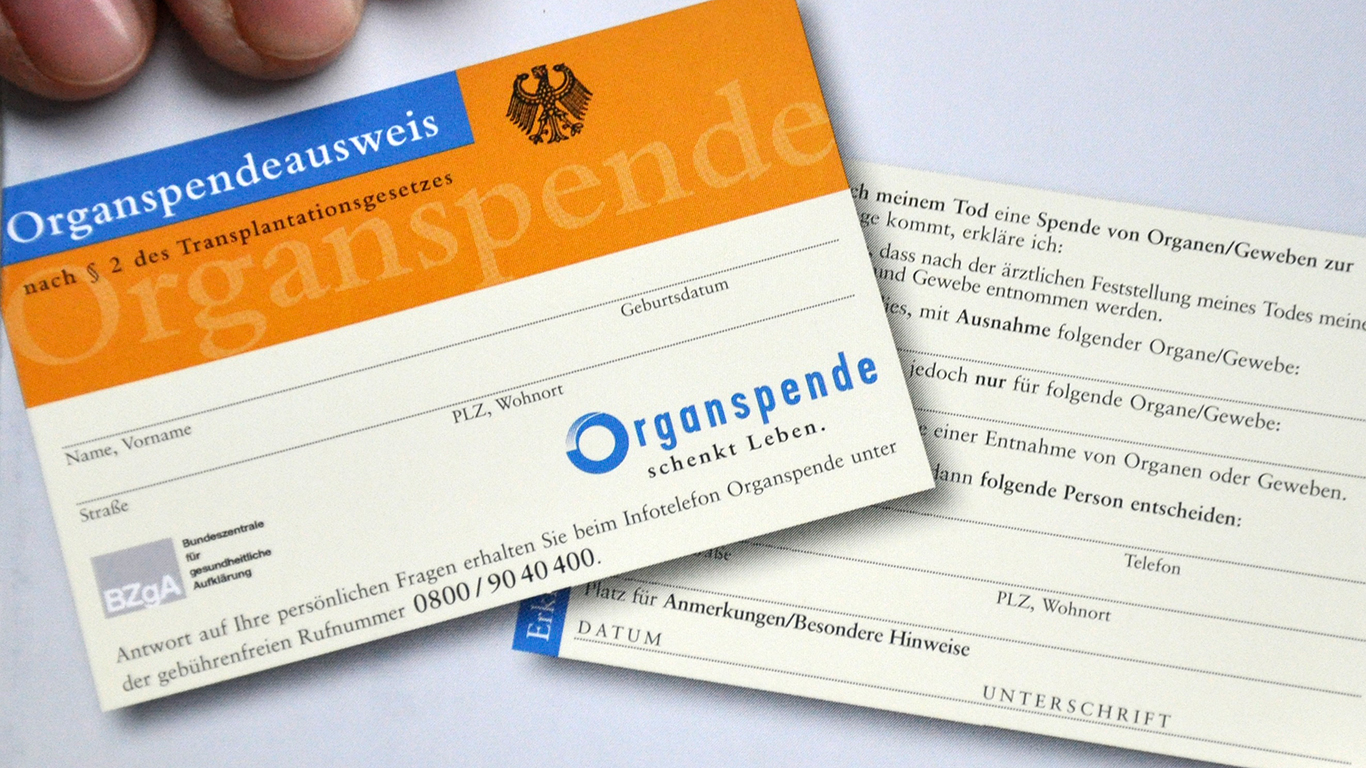 Organspendeausweis
nach § 2 des Transplantationsgesetzes
Organspende
Name, Vorname
Geburtsdatum
Straße
PLZ, Wohnort
Organspende
schenkt Leben.
BZgA
Bundeszentrale
für
gesundheitliche
Aufklärung
Antwort auf Ihre persönlichen Fragen erhalten Sie beim Infotelefon Organspende unter
der gebührenfreien Rufnummer 0800/90 40 400.
ch meinem Tod eine Spende von Organen/Geweben zur
ge kommt, erkläre ich:
, dass nach der ärztlichen Feststellung meines Todes meine
und Gewebe entnommen werden.
ies, mit Ausnahme folgender Organe/Gewebe:
jedoch nur für folgende Organe/Gewebe:
einer Entnahme von Organen oder Geweben.
dann folgende Person entscheiden:
Telefon
PLZ, Wohnort
Platz für Anmerkungen/Besondere Hinweise
DATUM
UNTERSCHRIFT
Erk